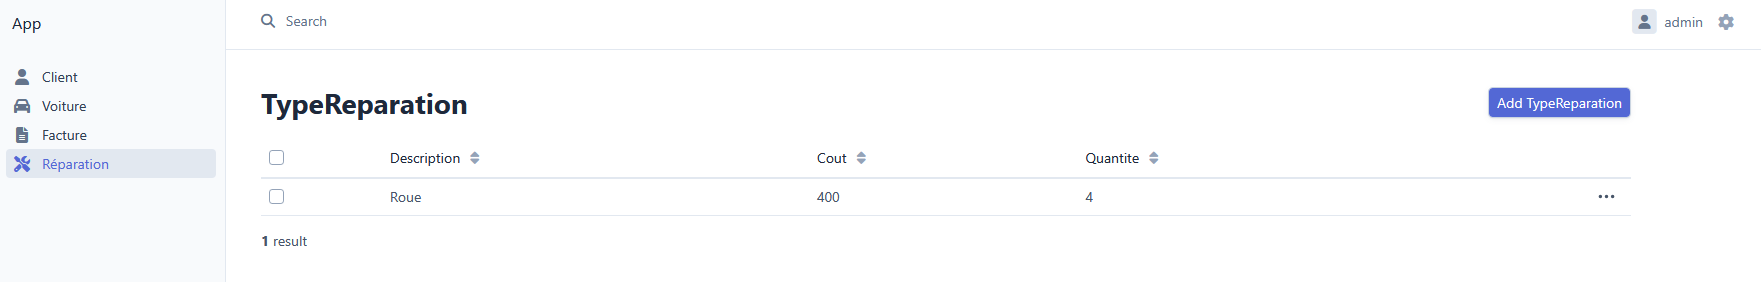 App
Search
admin
Client
Voiture
Facture
Réparation
TypeReparation
Add TypeReparation
Description Cout Quantite
Roue 400 4
1 result